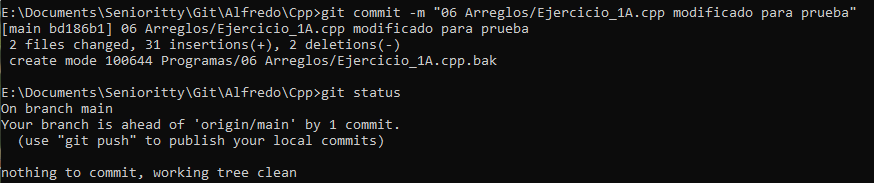 E:\Documents\Senioritty\Git\Alfredo\Cpp>git commit -m "06 Arreglos/Ejercicio_1A.cpp modificado para prueba"
[main bd186b1] 06 Arreglos/Ejercicio_1A.cpp modificado para prueba
 2 files changed, 31 insertions(+), 2 deletions(-)
 create mode 100644 Programas/06 Arreglos/Ejercicio_1A.cpp.bak
E:\Documents\Senioritty\Git\Alfredo\Cpp>git status
On branch main
Your branch is ahead of 'origin/main' by 1 commit.
  (use "git push" to publish your local commits)
nothing to commit, working tree clean